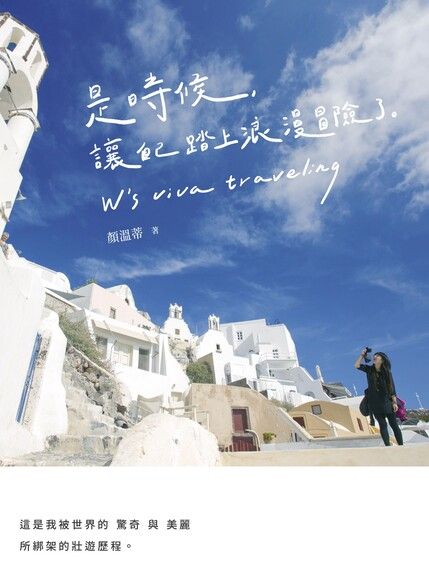 是時候，
讓自己踏上浪漫冒險了。
W's viva traveling
顏溫蒂 著
這是我被世界的 驚奇 與 美麗
所綁架的壯遊歷程。